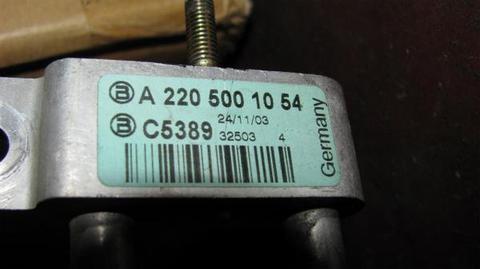 B A 220 500 10 54
24/11/03
B C5389 32503 4
Germany